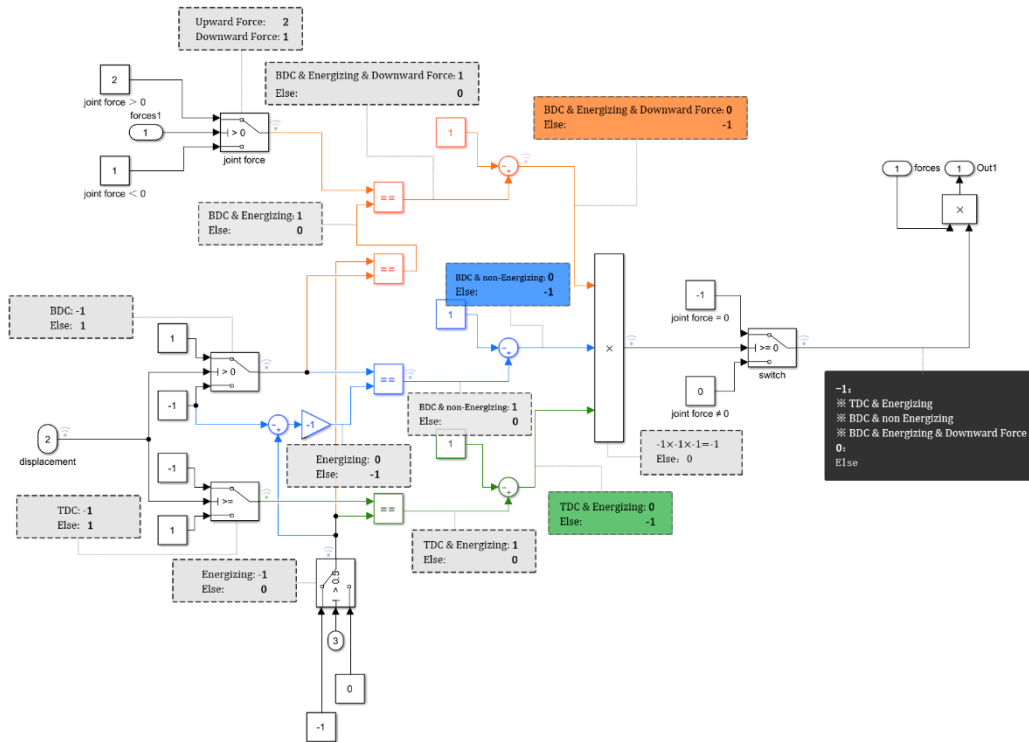 Upward Force: 2
Downward Force: 1
2
joint force > 0
forces1
1
> 0
joint force
1
joint force < 0
BDC & Energizing & Downward Force: 1
Else: 0
1
BDC & Energizing & Downward Force: 0
Else: -1
==
BDC & Energizing: 1
Else: 0
==
1
forces
1
Out1
×
BDC & non-Energizing: 0
Else: -1
1
BDC: -1
Else: 1
1
> 0
-1
==
-1
×
-1
joint force = 0
>= 0
switch
0
joint force ≠ 0
BDC & non-Energizing: 1
Else: 0
1
-1×-1×-1=-1
Else: 0
-1:
※ TDC & Energizing
※ BDC & non Energizing
※ BDC & Energizing & Downward Force
0:
Else
2
displacement
Energizing: 0
Else: -1
-1
>=
1
TDC: -1
Else: 1
==
TDC & Energizing: 0
Else: -1
TDC & Energizing: 1
Else: 0
Energizing: -1
Else: 0
> 0.5
3
0
-1